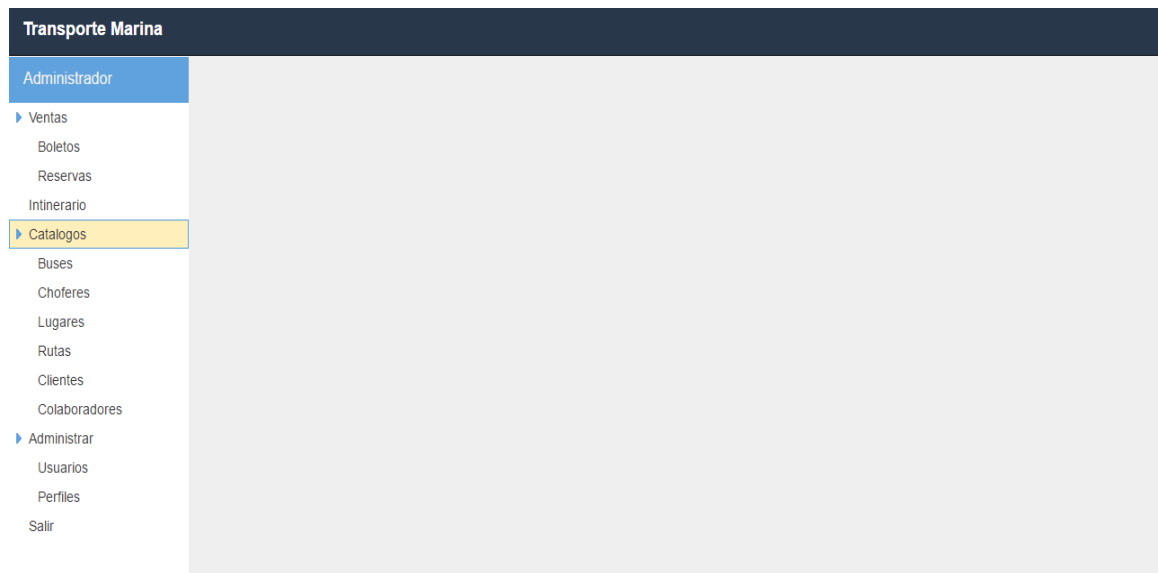 Transporte Marina
Administrador
Ventas
Boletos
Reservas
Intinerario
Catalogos
Buses
Choferes
Lugares
Rutas
Clientes
Colaboradores
Administrar
Usuarios
Perfiles
Salir